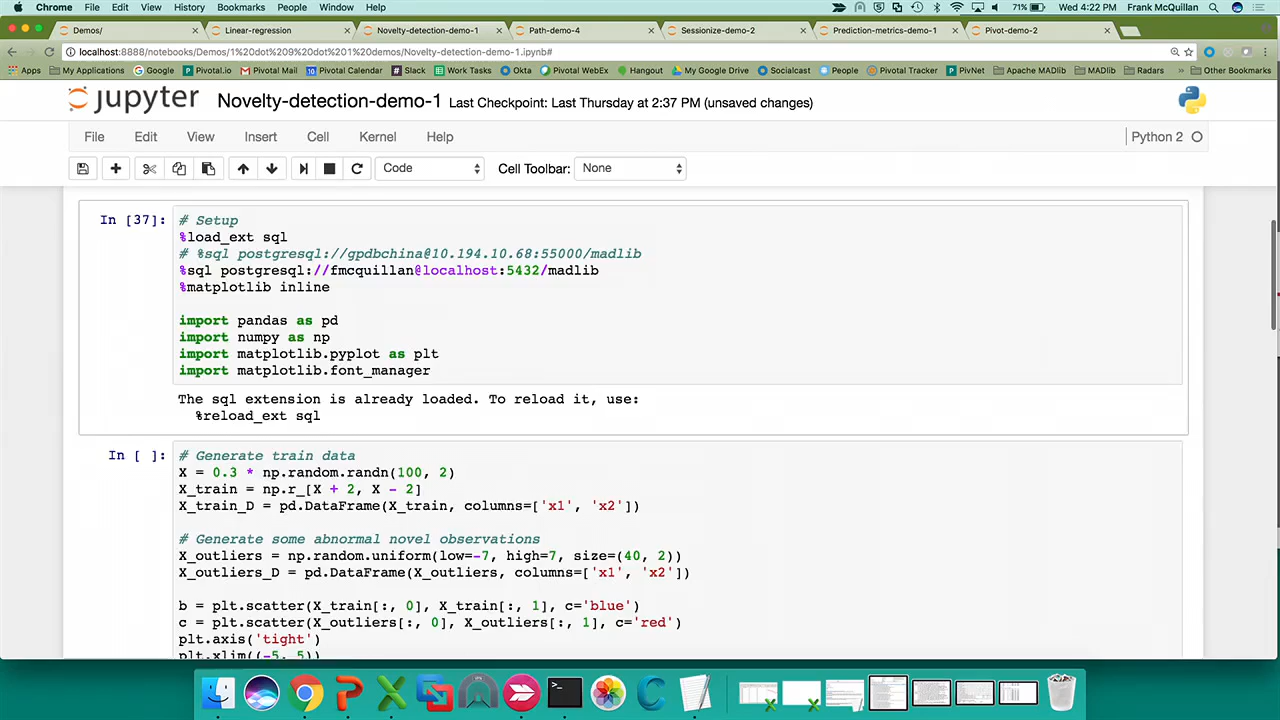 Chrome File Edit View History Bookmarks People Window Help 71% Wed 4:22 PM Frank McQuillan
Demos/ Linear-regression Novelty-detection-demo-1 Path-demo-4 Sessionize-demo-2 Prediction-metrics-demo-1 Pivot-demo-2
localhost:8888/notebooks/Demos/1%20dot%209%20dot%201%20demos/Novelty-detection-demo-1.ipynb#
Apps My Applications Google Pivotal.io Pivotal Mail Pivotal Calendar Slack Work Tasks Okta Pivotal WebEx Hangout My Google Drive Socialcast People Pivotal Tracker PivNet Apache MADlib MADlib Radars » Other Bookmarks
jupyter Novelty-detection-demo-1 Last Checkpoint: Last Thursday at 2:37 PM (unsaved changes)
File Edit View Insert Cell Kernel Help Python 2
Code Cell Toolbar: None
In [37]: # Setup
%load_ext sql
# %sql postgresql://gpdbchina@10.194.10.68:55000/madlib
%sql postgresql://fmcquillan@localhost:5432/madlib
%matplotlib inline
import pandas as pd
import numpy as np
import matplotlib.pyplot as plt
import matplotlib.font_manager
The sql extension is already loaded. To reload it, use:
%reload_ext sql
In [ ]: # Generate train data
X = 0.3 * np.random.randn(100, 2)
X_train = np.r_[X + 2, X - 2]
X_train_D = pd.DataFrame(X_train, columns=['x1', 'x2'])
# Generate some abnormal novel observations
X_outliers = np.random.uniform(low=-7, high=7, size=(40, 2))
X_outliers_D = pd.DataFrame(X_outliers, columns=['x1', 'x2'])
b = plt.scatter(X_train[:, 0], X_train[:, 1], c='blue')
c = plt.scatter(X_outliers[:, 0], X_outliers[:, 1], c='red')
plt.axis('tight')
plt.xlim((-5, 5))